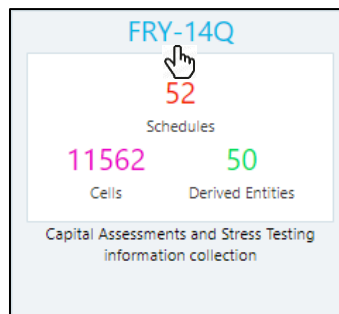 FRY-14Q
52
Schedules
11562 50
Cells Derived Entities
Capital Assessments and Stress Testing
information collection